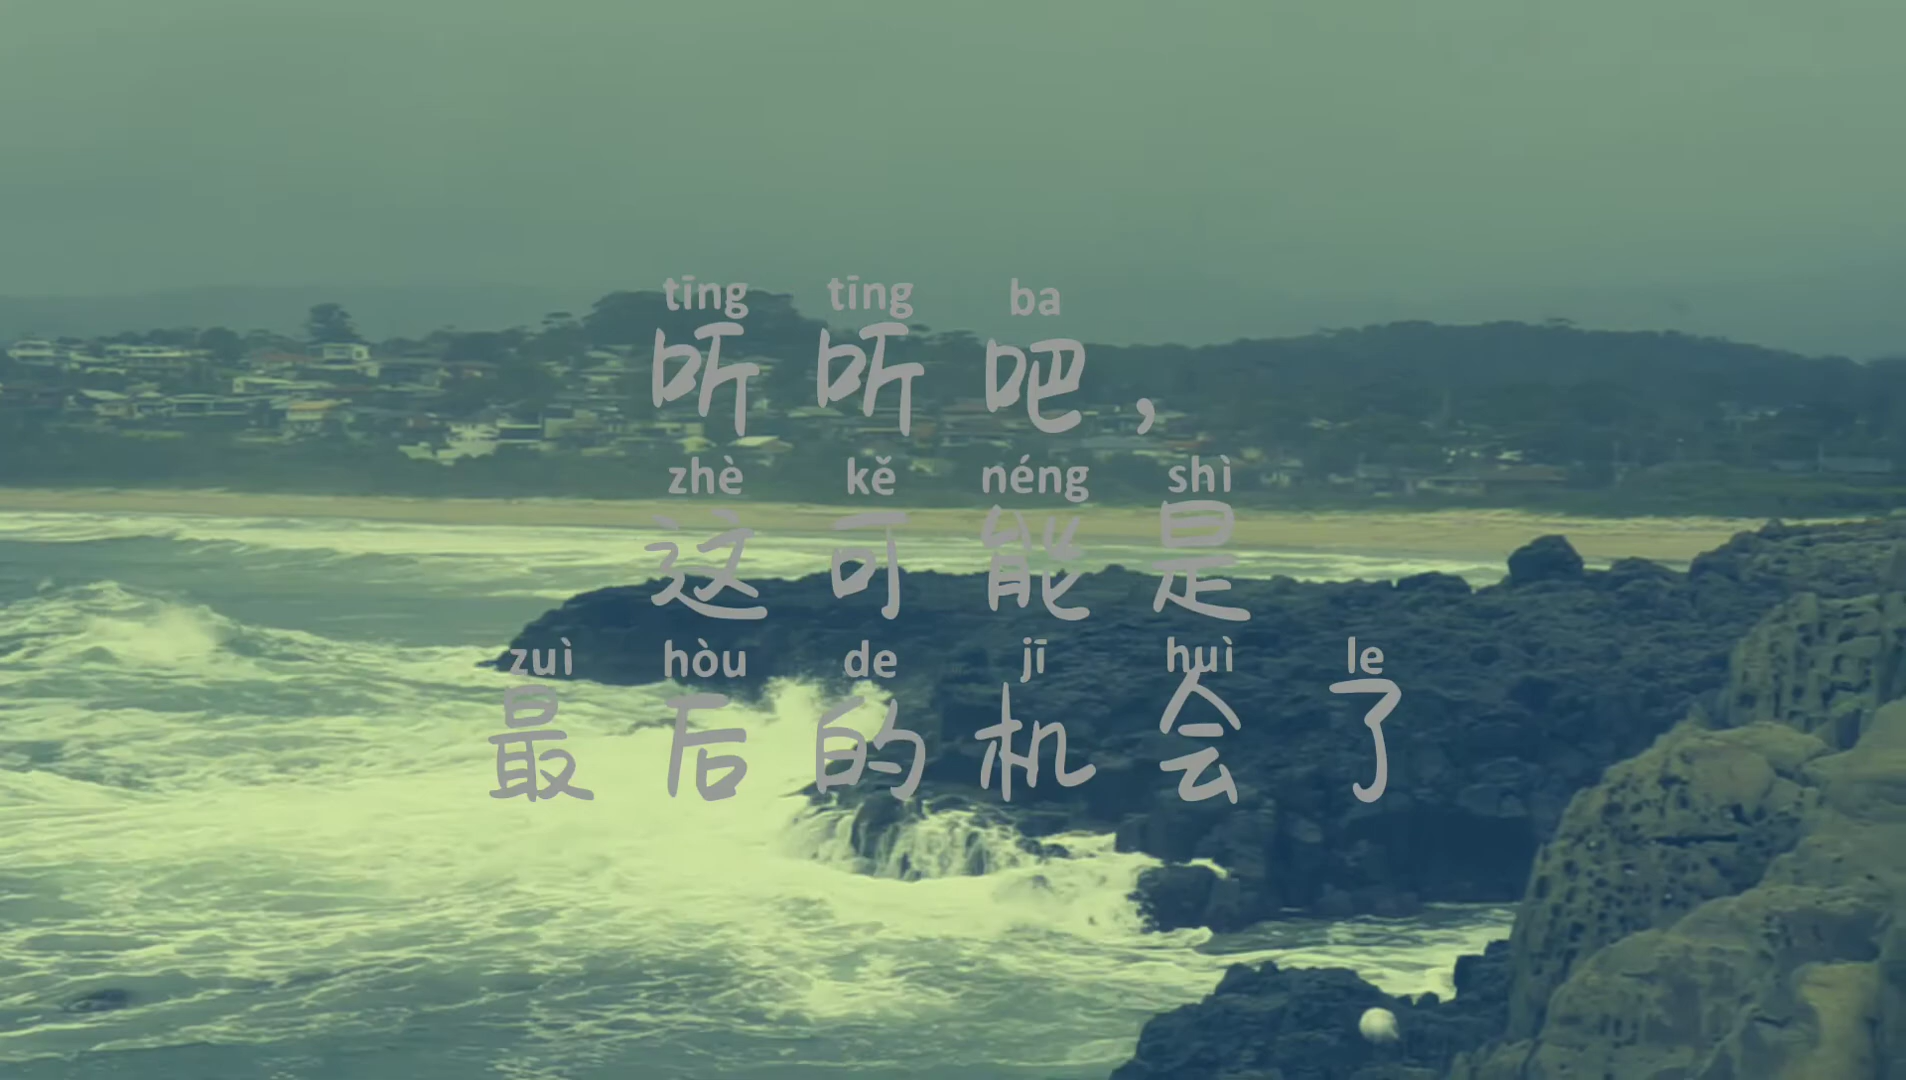 tīng tīng ba
听听吧，
zhè kě néng shì
这可能是
zuì hòu de jī huì le
最后的机会了